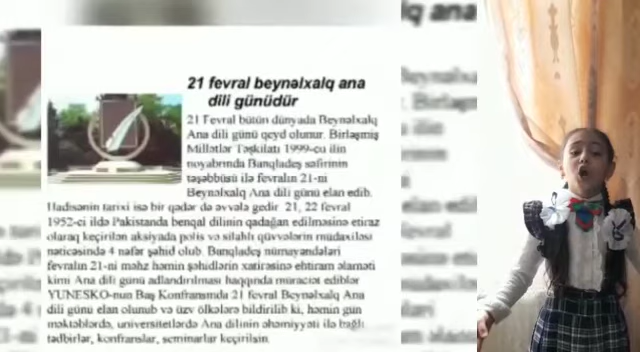 21 fevral beynəlxalq ana
dili günüdür
21 Fevral bütün dünyada Beynəlxalq
Ana dili günü qeyd olunur. Birləşmiş
Millətlər Təşkilatı 1999-cu ilin
noyabrında Banqladeş səfirinin
təşəbbüsü ilə fevralın 21-ni
Beynəlxalq Ana dili günü elan edib.
Hadisənin tarixi isə bir qədər də əvvələ gedir. 21, 22 fevral
1952-ci ildə Pakistanda benqal dilinin qadağan edilməsinə etiraz
olaraq keçirilən aksiyada polis və silahlı qüvvələrin müdaxiləsi
nəticəsində 4 nəfər şəhid olub. Banqladeş nümayəndələri
fevralın 21-ni məhz həmin şəhidlərin xatirəsinə ehtiram əlaməti
kimi Ana dili günü adlandırılması haqqında müraciət ediblər
YUNESKO-nun Baş Konfransında 21 fevral Beynəlxalq Ana
dili günü elan olunub və üzv ölkələrə bildirilib ki, həmin gün
məktəblərdə, universitetlərdə Ana dilinin əhəmiyyəti ilə bağlı
tədbirlər, konfranslar, seminarlar keçirilsin